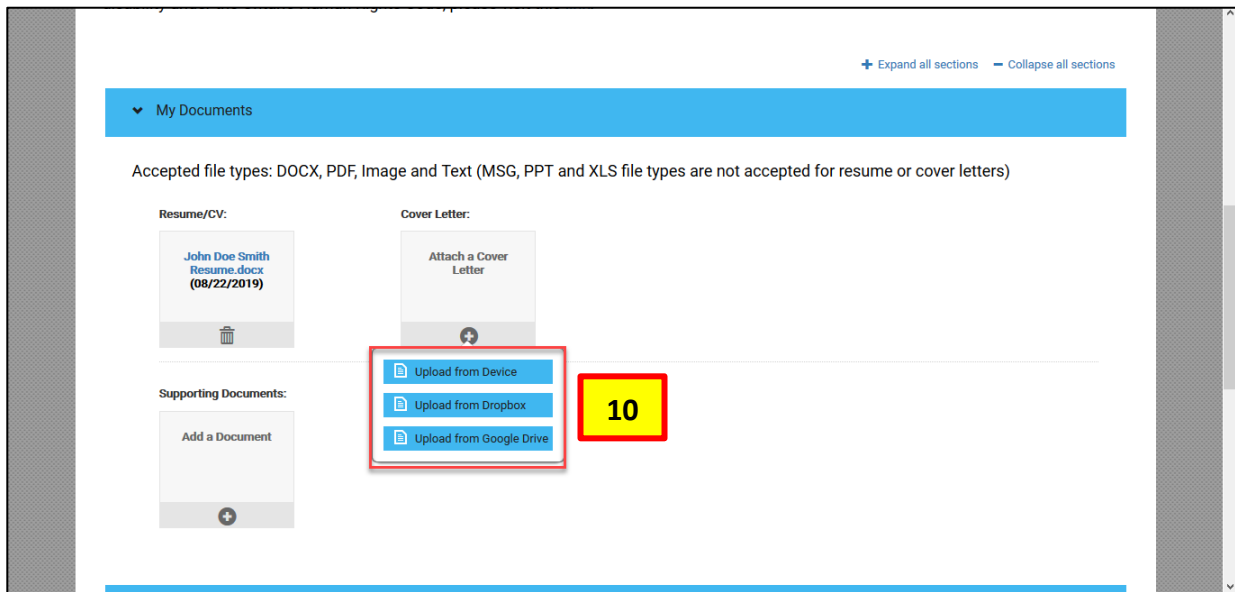 + Expand all sections − Collapse all sections
My Documents
Accepted file types: DOCX, PDF, Image and Text (MSG, PPT and XLS file types are not accepted for resume or cover letters)
Resume/CV:
John Doe Smith
Resume.docx
(08/22/2019)
Cover Letter:
Attach a Cover
Letter
Upload from Device
Upload from Dropbox
Upload from Google Drive
10
Supporting Documents:
Add a Document